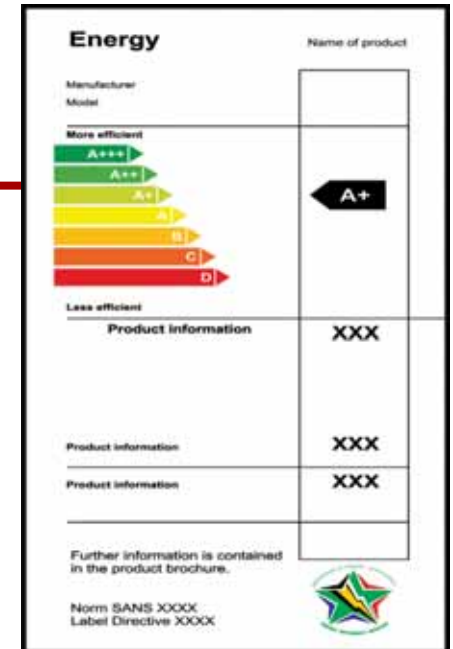 Energy
Name of product
Manufacturer
Model
More efficient
A+++
A++
A+
A+
A
B
C
D
Less efficient
Product information XXX
Product information XXX
Product information XXX
Further information is contained
in the product brochure.
Norm SANS XXXX
Label Directive XXXX